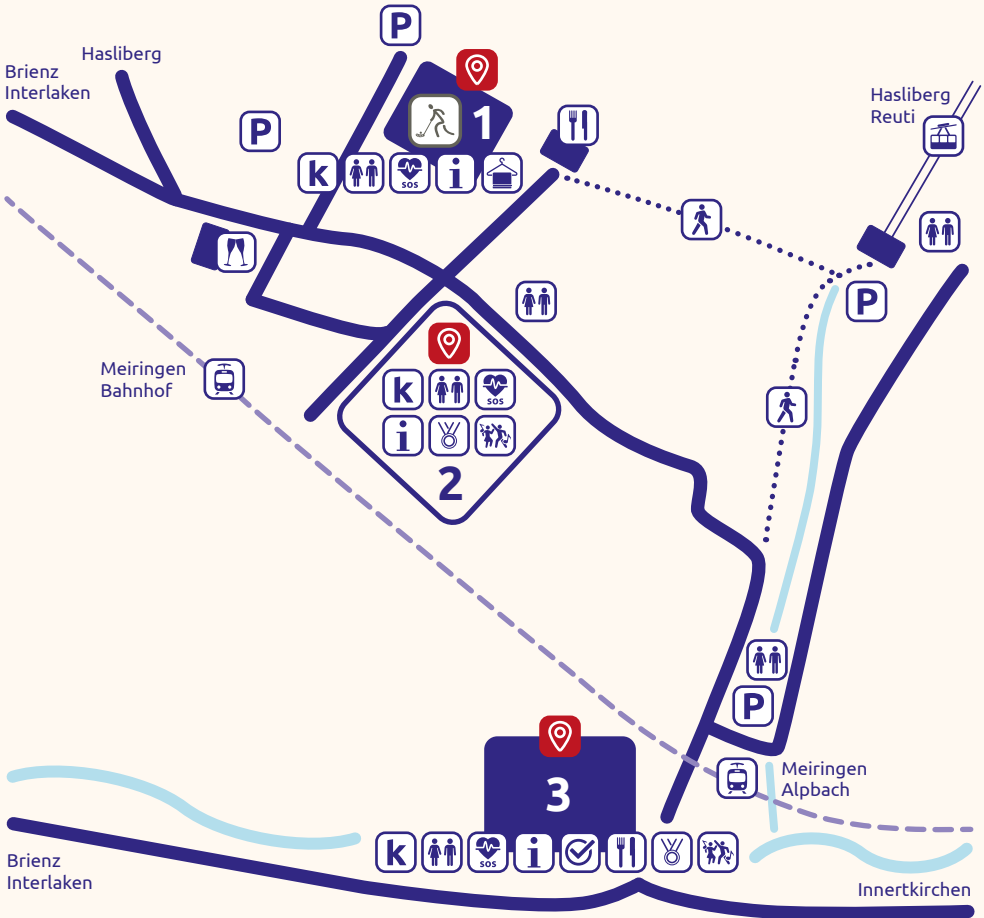 P
Hasliberg
Brienz
Interlaken
1
Hasliberg
Reuti
P
k
SOS
i
P
Meiringen
Bahnhof
k
SOS
i
2
P
3
Meiringen
Alpbach
k
SOS
i
Brienz
Interlaken
Innertkirchen